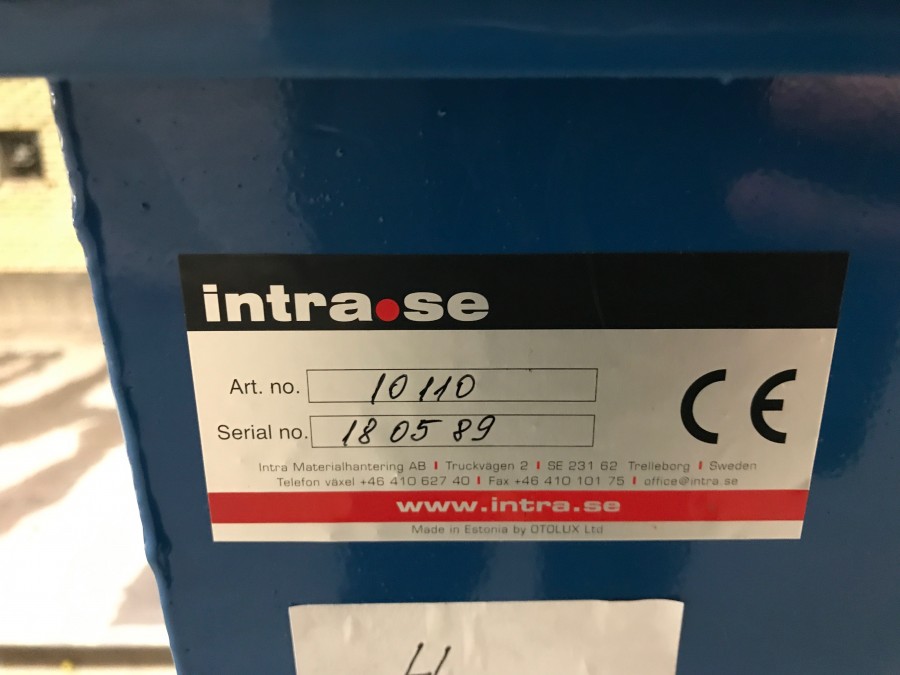 intra.se
Art. no. 10110
Serial no. 180589
CE
Intra Materialhantering AB | Truckvägen 2 | SE 231 62 Trelleborg | Sweden
Telefon växel +46 410 627 40 | Fax +46 410 101 75 | office@intra.se
www.intra.se
Made in Estonia by OTOLUX Ltd